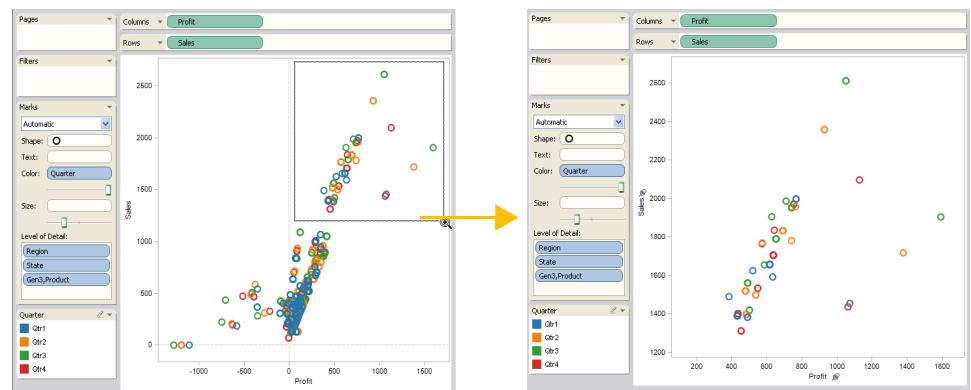 Pages
Columns Profit
Rows Sales
Filters
Marks
Automatic
Shape:
Text:
Color: Quarter
Size:
Level of Detail:
Region
State
Gen3,Product
Quarter
Qtr1
Qtr2
Qtr3
Qtr4
2500
2000
1500
1000
500
0
Sales
-1000 -500 0 500 1000 1500
Profit
Pages
Columns Profit
Rows Sales
Filters
Marks
Automatic
Shape:
Text:
Color: Quarter
Size:
Level of Detail:
Region
State
Gen3,Product
Quarter
Qtr1
Qtr2
Qtr3
Qtr4
2600
2400
2200
2000
1800
1600
1400
1200
Sales
200 400 600 800 1000 1200 1400 1600
Profit